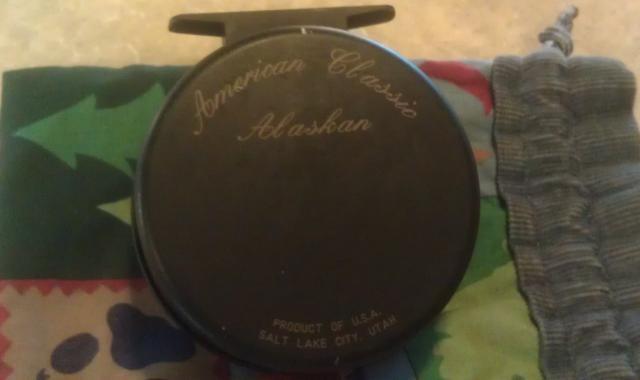 American Classic
Alaskan
PRODUCT OF U.S.A.
SALT LAKE CITY, UTAH